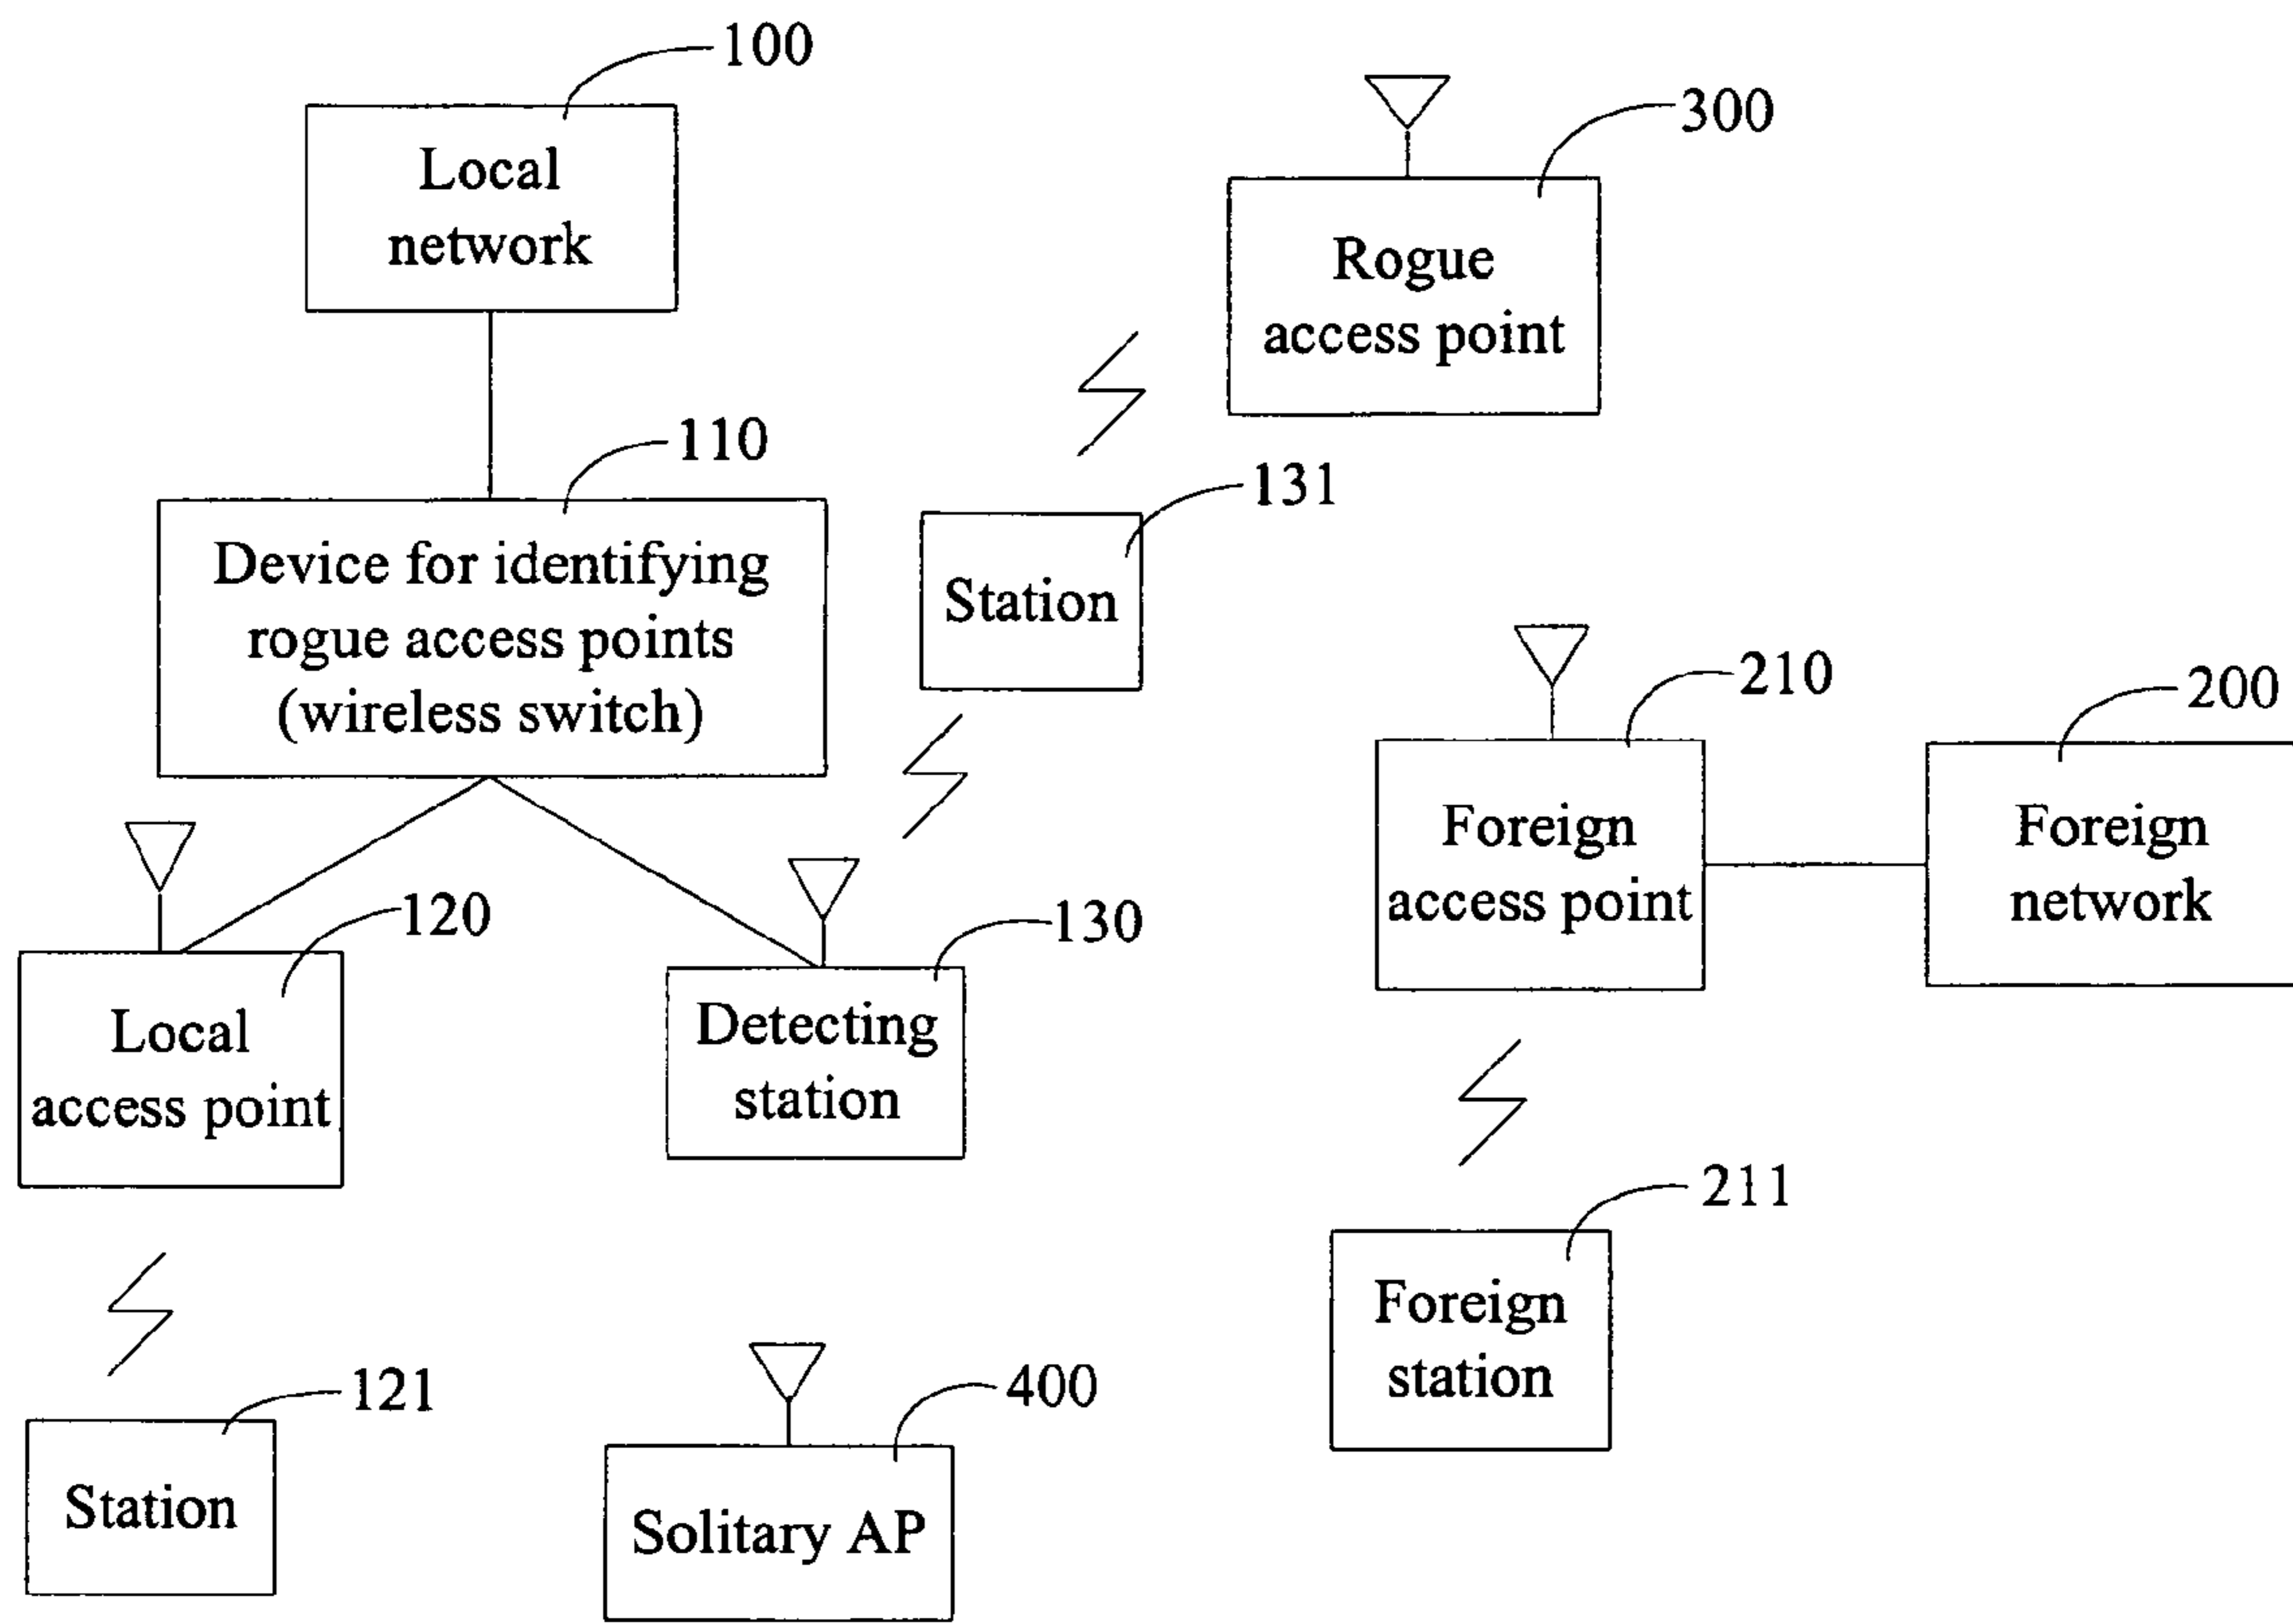 100
Local
network
300
Rogue
access point
110
Device for identifying
rogue access points
(wireless switch)
131
Station
210
Foreign
access point
200
Foreign
network
120
Local
access point
130
Detecting
station
211
Foreign
station
121
Station
400
Solitary AP